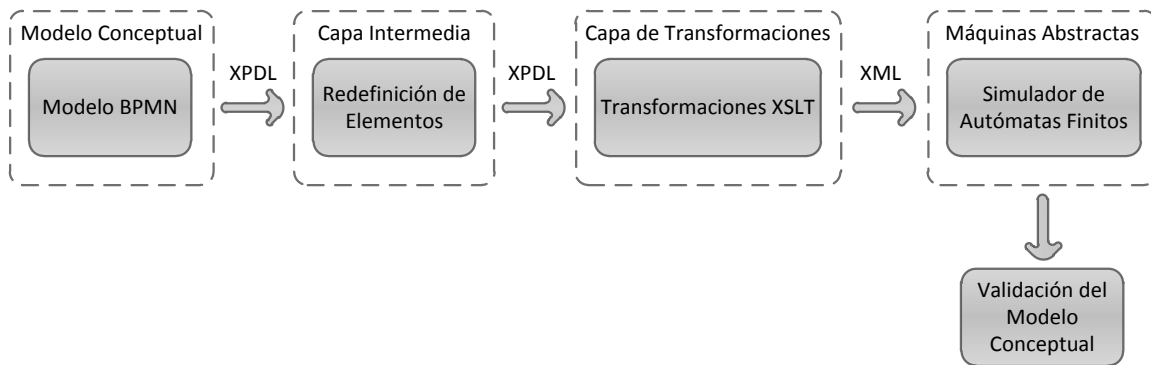 Modelo Conceptual
Modelo BPMN
XPDL
Capa Intermedia
Redefinición de
Elementos
XPDL
Capa de Transformaciones
Transformaciones XSLT
XML
Máquinas Abstractas
Simulador de
Autómatas Finitos
Validación del
Modelo
Conceptual